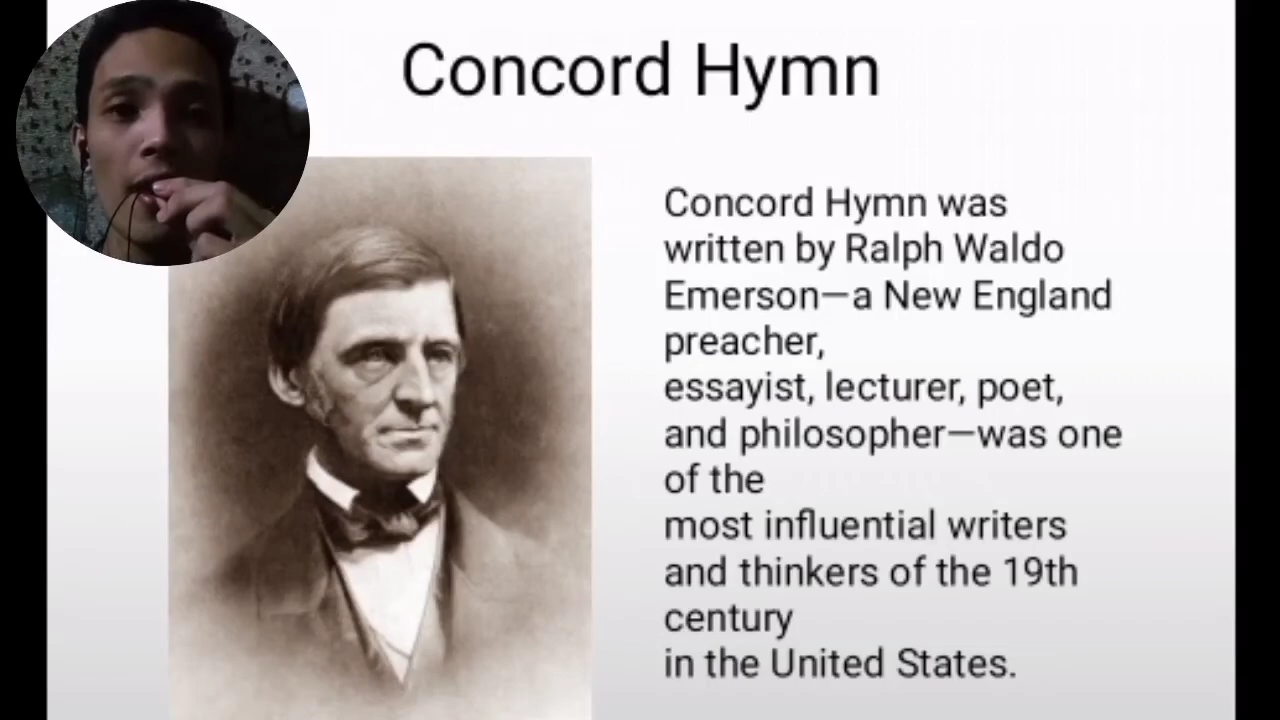 Concord Hymn
Concord Hymn was
written by Ralph Waldo
Emerson—a New England
preacher,
essayist, lecturer, poet,
and philosopher—was one
of the
most influential writers
and thinkers of the 19th
century
in the United States.